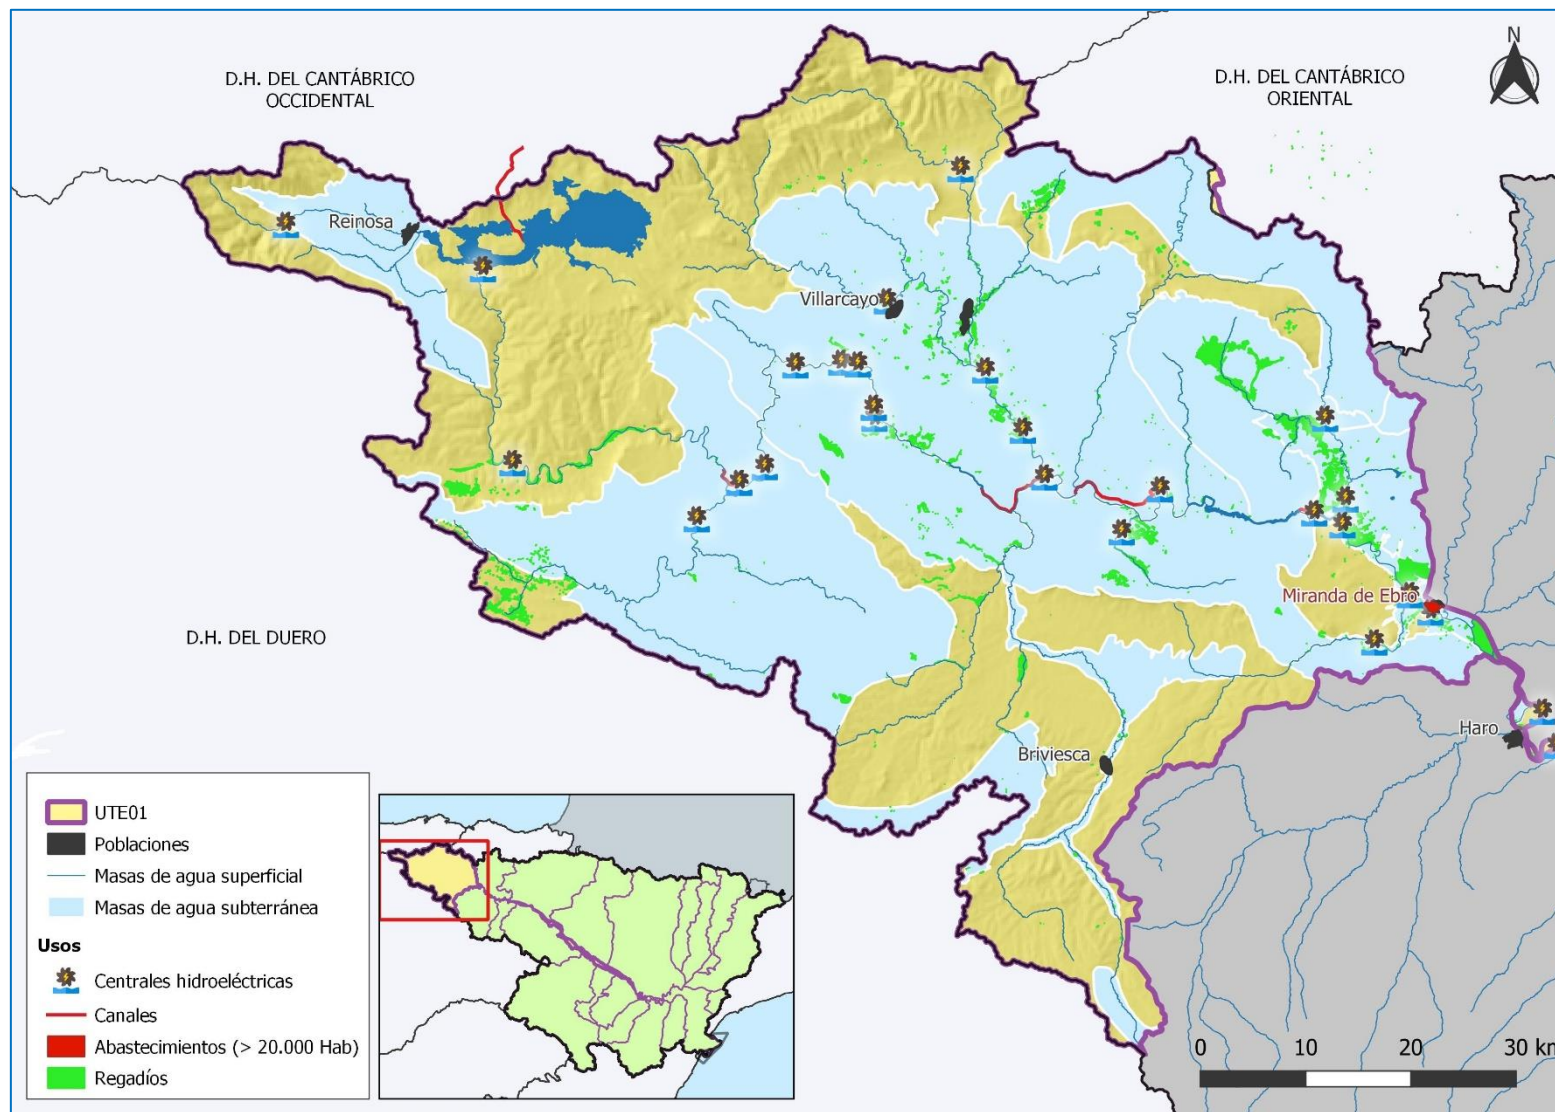 D.H. DEL CANTÁBRICO
OCCIDENTAL
D.H. DEL CANTÁBRICO
ORIENTAL
N
Reinosa
Villarcayo
Miranda de Ebro
D.H. DEL DUERO
Haro
Briviesca
UTE01
Poblaciones
Masas de agua superficial
Masas de agua subterránea
Usos
Centrales hidroeléctricas
Canales
Abastecimientos (> 20.000 Hab)
Regadíos
0 10 20 30 km